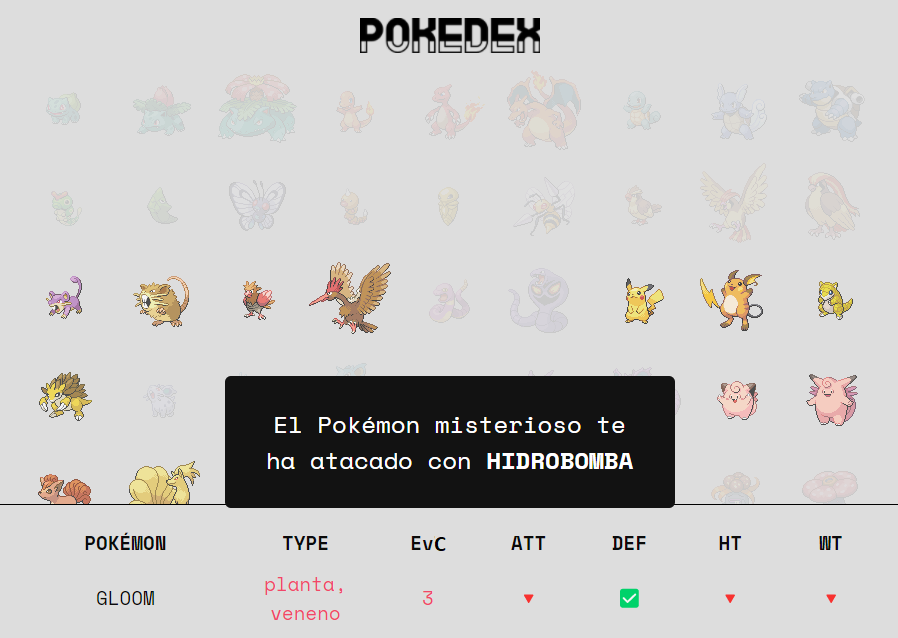 POKEDEX
El Pokémon misterioso te
ha atacado con HIDROBOMBA
POKÉMON TYPE EvC ATT DEF HT WT
GLOOM planta, 3
veneno